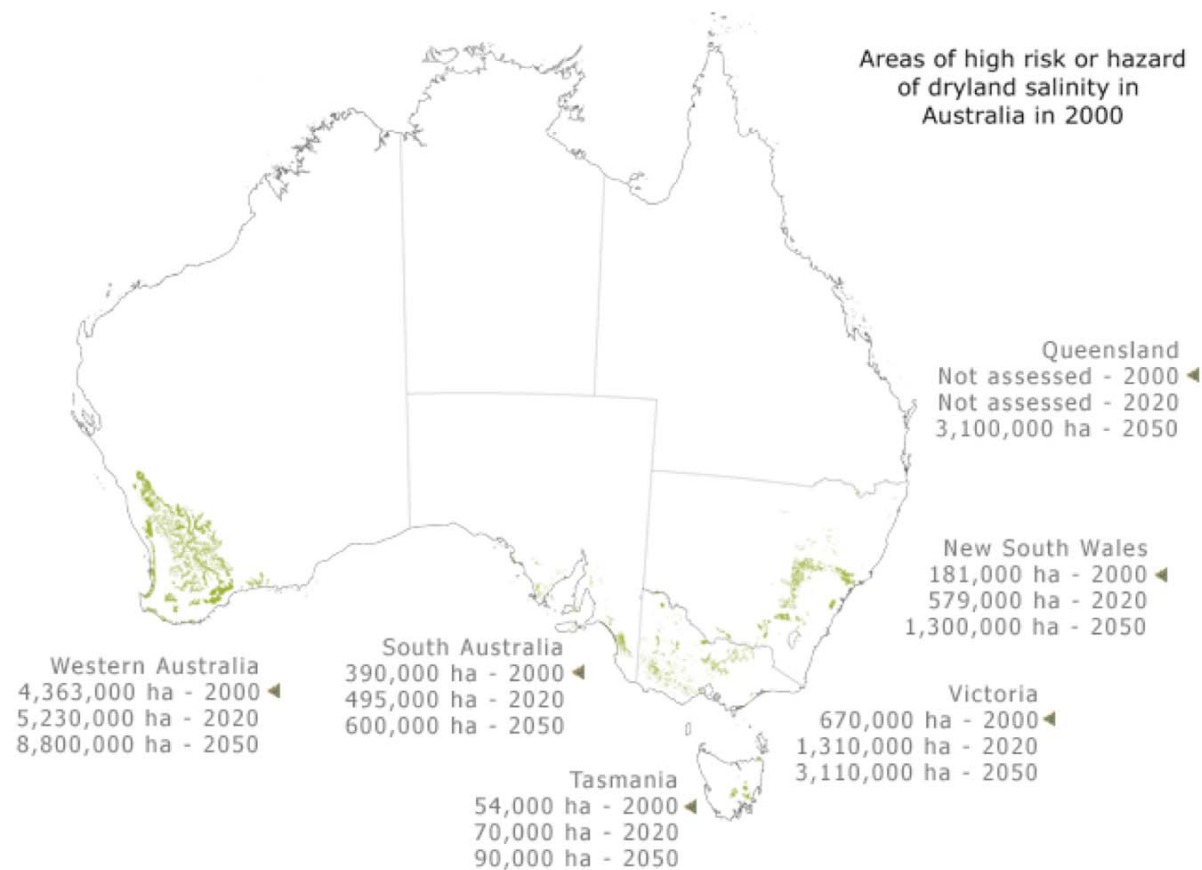 Areas of high risk or hazard
of dryland salinity in
Australia in 2000
Queensland
Not assessed - 2000
Not assessed - 2020
3,100,000 ha - 2050
New South Wales
181,000 ha - 2000
579,000 ha - 2020
1,300,000 ha - 2050
Western Australia
4,363,000 ha - 2000
5,230,000 ha - 2020
8,800,000 ha - 2050
South Australia
390,000 ha - 2000
495,000 ha - 2020
600,000 ha - 2050
Victoria
670,000 ha - 2000
1,310,000 ha - 2020
3,110,000 ha - 2050
Tasmania
54,000 ha - 2000
70,000 ha - 2020
90,000 ha - 2050